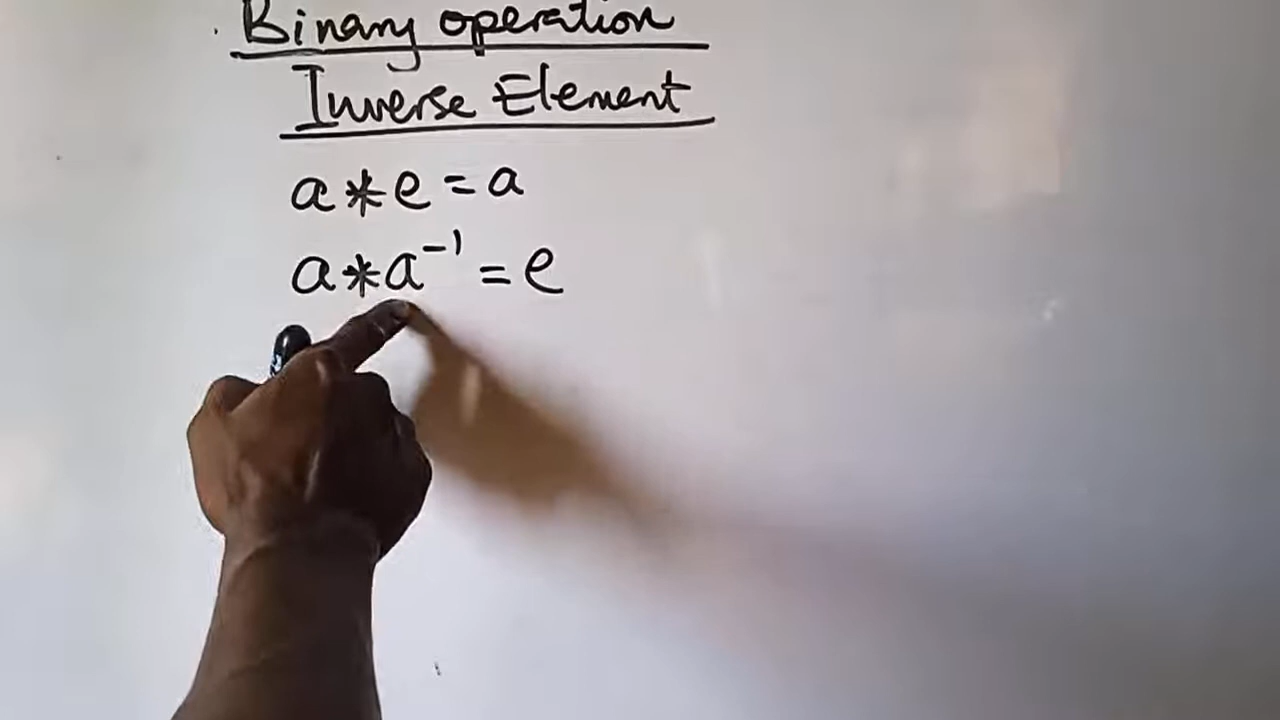 Binary operation
Inverse Element
a * e = a
a * a⁻¹ = e